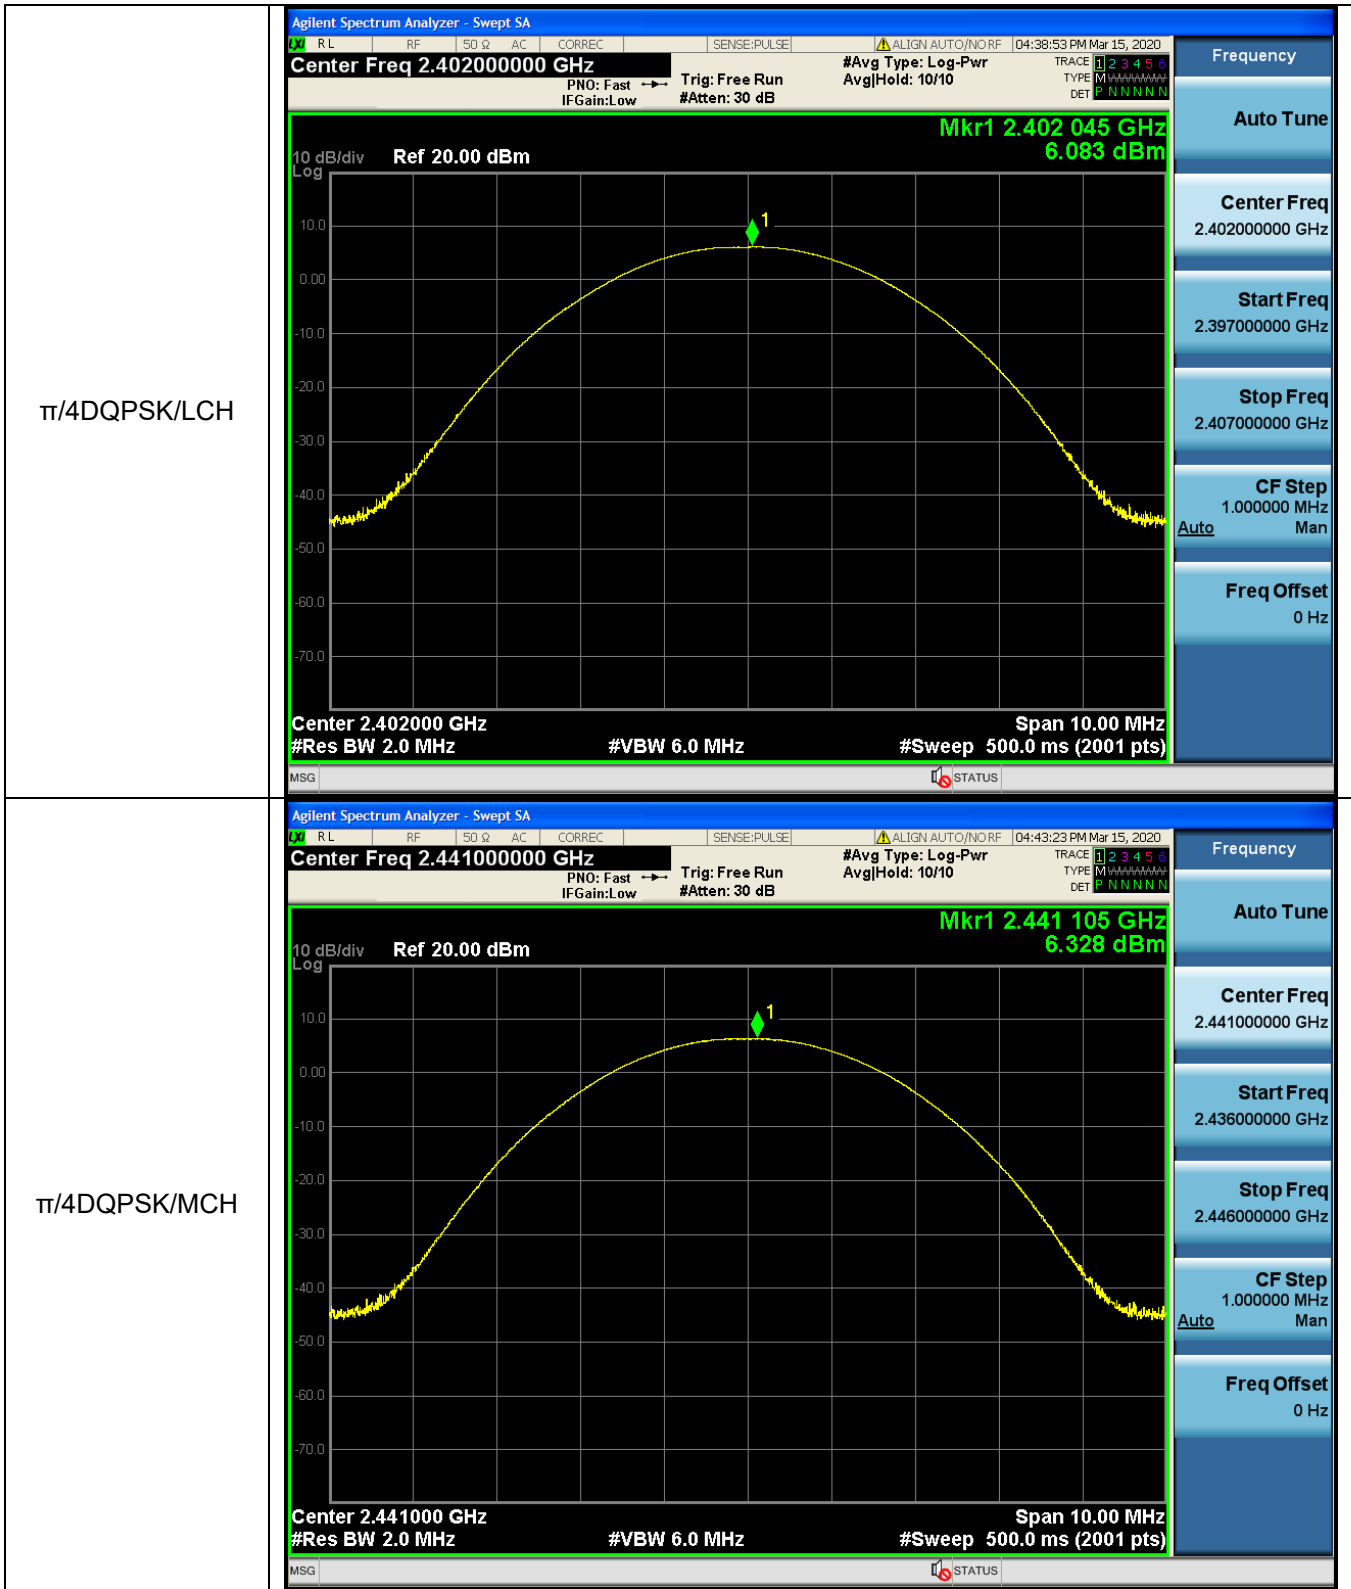 π/4DQPSK/LCH
Agilent Spectrum Analyzer - Swept SA
LXI RL RF 50 Ω AC CORREC SENSE:PULSE ALIGN AUTO/NO RF 04:38:53 PM Mar 15, 2020
Center Freq 2.402000000 GHz
PNO: Fast
IFGain:Low
Trig: Free Run
#Atten: 30 dB
#Avg Type: Log-Pwr
Avg|Hold: 10/10
TRACE 1 2 3 4 5 6
TYPE M WWWWW
DET P N N N N N
Mkr1 2.402 045 GHz
6.083 dBm
10 dB/div
Log
Ref 20.00 dBm
1
10.0
0.00
-10.0
-20.0
-30.0
-40.0
-50.0
-60.0
-70.0
Center 2.402000 GHz
Span 10.00 MHz
#Res BW 2.0 MHz
#VBW 6.0 MHz
#Sweep 500.0 ms (2001 pts)
MSG
STATUS
Frequency
Auto Tune
Center Freq
2.402000000 GHz
Start Freq
2.397000000 GHz
Stop Freq
2.407000000 GHz
CF Step
1.000000 MHz
Auto Man
Freq Offset
0 Hz
π/4DQPSK/MCH
Agilent Spectrum Analyzer - Swept SA
LXI RL RF 50 Ω AC CORREC SENSE:PULSE ALIGN AUTO/NO RF 04:43:23 PM Mar 15, 2020
Center Freq 2.441000000 GHz
PNO: Fast
IFGain:Low
Trig: Free Run
#Atten: 30 dB
#Avg Type: Log-Pwr
Avg|Hold: 10/10
TRACE 1 2 3 4 5 6
TYPE M WWWWW
DET P N N N N N
Mkr1 2.441 105 GHz
6.328 dBm
10 dB/div
Log
Ref 20.00 dBm
1
10.0
0.00
-10.0
-20.0
-30.0
-40.0
-50.0
-60.0
-70.0
Center 2.441000 GHz
Span 10.00 MHz
#Res BW 2.0 MHz
#VBW 6.0 MHz
#Sweep 500.0 ms (2001 pts)
MSG
STATUS
Frequency
Auto Tune
Center Freq
2.441000000 GHz
Start Freq
2.436000000 GHz
Stop Freq
2.446000000 GHz
CF Step
1.000000 MHz
Auto Man
Freq Offset
0 Hz